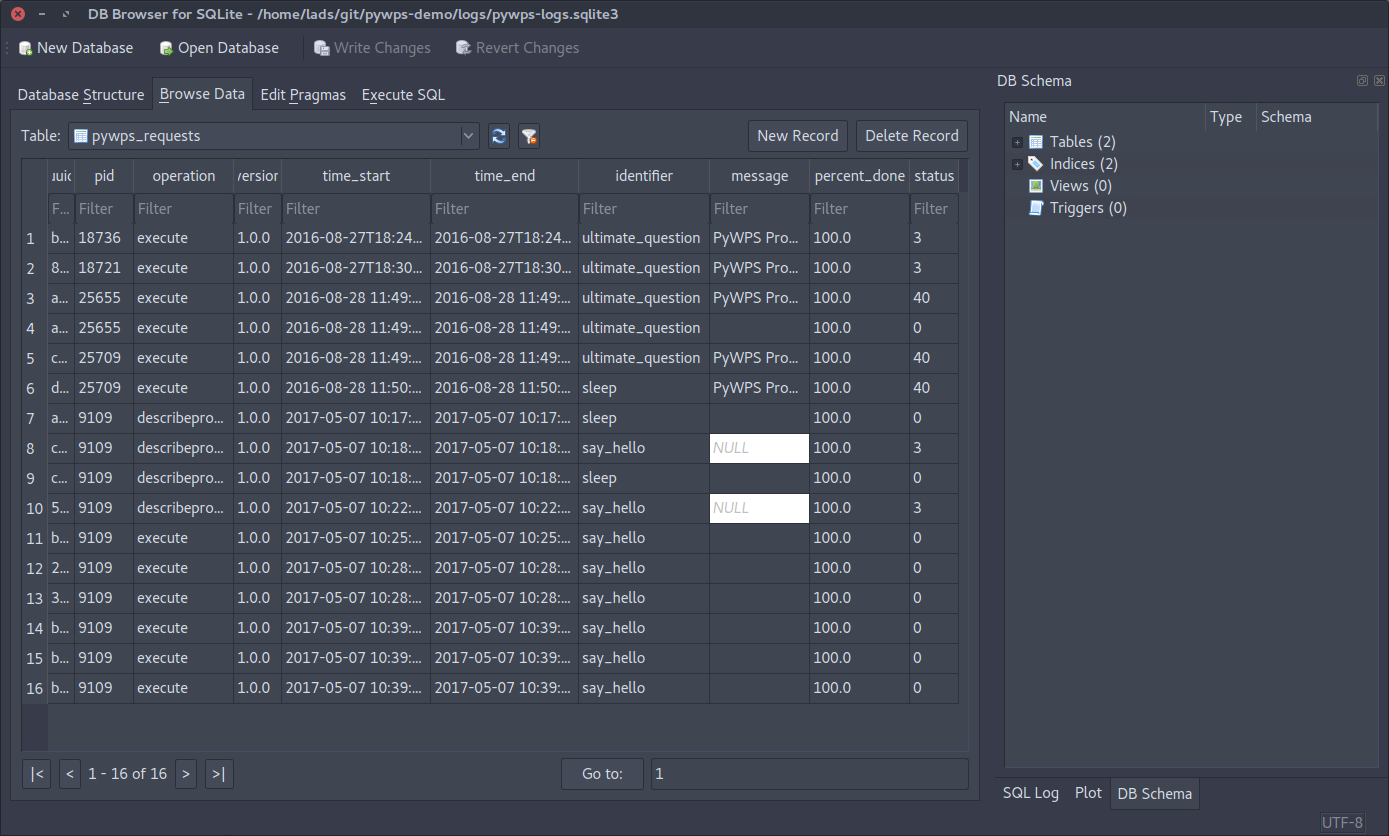 DB Browser for SQLite - /home/lads/git/pywps-demo/logs/pywps-logs.sqlite3
New Database Open Database Write Changes Revert Changes
Database Structure Browse Data Edit Pragmas Execute SQL
Table: pywps_requests New Record Delete Record
uuid pid operation version time_start time_end identifier message percent_done status
F... Filter Filter Filter Filter Filter Filter Filter Filter Filter
1 b... 18736 execute 1.0.0 2016-08-27T18:24... 2016-08-27T18:24... ultimate_question PyWPS Pro... 100.0 3
2 8... 18721 execute 1.0.0 2016-08-27T18:30... 2016-08-27T18:30... ultimate_question PyWPS Pro... 100.0 3
3 a... 25655 execute 1.0.0 2016-08-28 11:49:... 2016-08-28 11:49:... ultimate_question PyWPS Pro... 100.0 40
4 a... 25655 execute 1.0.0 2016-08-28 11:49:... 2016-08-28 11:49:... ultimate_question 100.0 0
5 c... 25709 execute 1.0.0 2016-08-28 11:49:... 2016-08-28 11:49:... ultimate_question PyWPS Pro... 100.0 40
6 d... 25709 execute 1.0.0 2016-08-28 11:50:... 2016-08-28 11:50:... sleep PyWPS Pro... 100.0 40
7 a... 9109 describepro... 1.0.0 2017-05-07 10:17:... 2017-05-07 10:17:... sleep 100.0 0
8 c... 9109 describepro... 1.0.0 2017-05-07 10:18:... 2017-05-07 10:18:... say_hello NULL 100.0 3
9 c... 9109 describepro... 1.0.0 2017-05-07 10:18:... 2017-05-07 10:18:... sleep 100.0 0
10 5... 9109 describepro... 1.0.0 2017-05-07 10:22:... 2017-05-07 10:22:... say_hello NULL 100.0 3
11 b... 9109 execute 1.0.0 2017-05-07 10:25:... 2017-05-07 10:25:... say_hello 100.0 0
12 2... 9109 execute 1.0.0 2017-05-07 10:28:... 2017-05-07 10:28:... say_hello 100.0 0
13 3... 9109 execute 1.0.0 2017-05-07 10:28:... 2017-05-07 10:28:... say_hello 100.0 0
14 b... 9109 execute 1.0.0 2017-05-07 10:39:... 2017-05-07 10:39:... say_hello 100.0 0
15 b... 9109 execute 1.0.0 2017-05-07 10:39:... 2017-05-07 10:39:... say_hello 100.0 0
16 b... 9109 execute 1.0.0 2017-05-07 10:39:... 2017-05-07 10:39:... say_hello 100.0 0
|< < 1 - 16 of 16 > >| Go to: 1
DB Schema
Name Type Schema
Tables (2)
Indices (2)
Views (0)
Triggers (0)
SQL Log Plot DB Schema
UTF-8